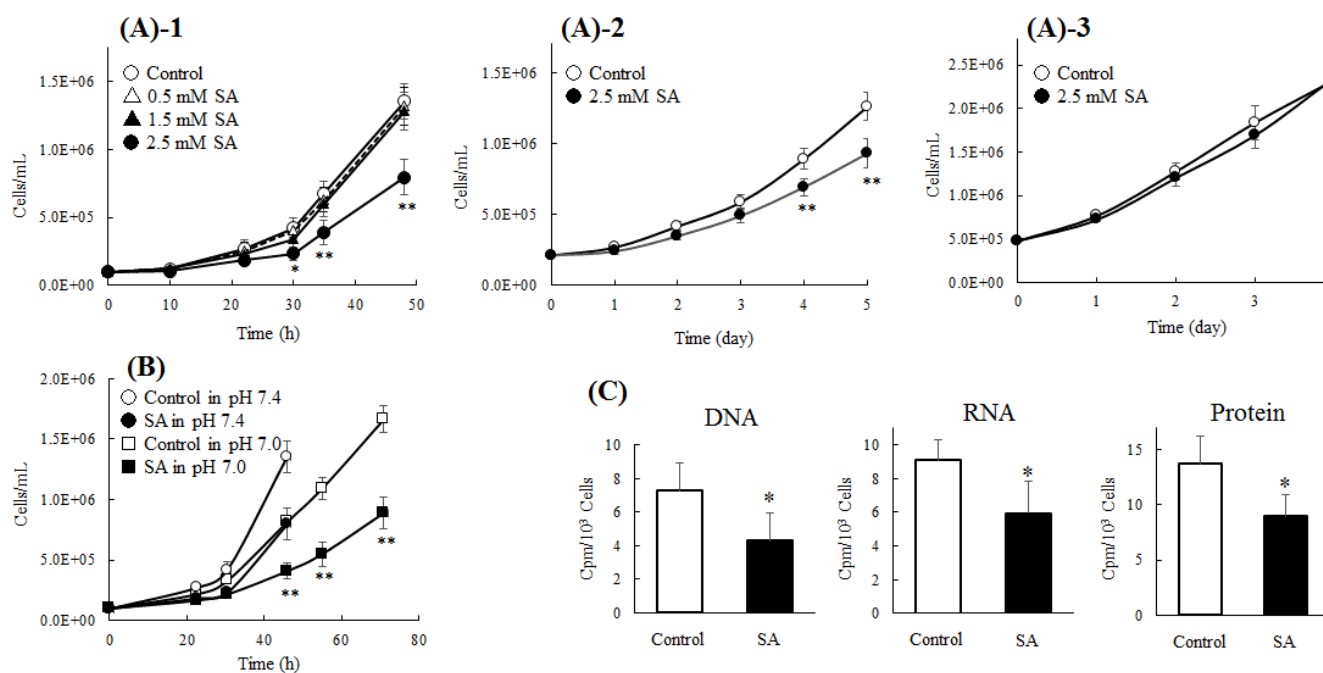 (A)-1
Cells/mL
1.5E+06
1.0E+06
5.0E+05
0.0E+00
Control
0.5 mM SA
1.5 mM SA
2.5 mM SA
*
**
**
0 10 20 30 40 50
Time (h)
(A)-2
Cells/mL
1.5E+06
1.0E+06
5.0E+05
0.0E+00
Control
2.5 mM SA
**
**
0 1 2 3 4 5
Time (day)
(A)-3
Cells/mL
2.5E+06
2.0E+06
1.5E+06
1.0E+06
5.0E+05
0.0E+00
Control
2.5 mM SA
0 1 2 3
Time (day)
(B)
Cells/mL
2.0E+06
1.5E+06
1.0E+06
5.0E+05
0.0E+00
Control in pH 7.4
SA in pH 7.4
Control in pH 7.0
SA in pH 7.0
**
**
**
0 20 40 60 80
Time (h)
(C)
DNA
Cpm/10³ Cells
10
8
6
4
2
0
*
Control SA
RNA
Cpm/10³ Cells
10
8
6
4
2
0
*
Control SA
Protein
Cpm/10³ Cells
15
10
5
0
*
Control SA